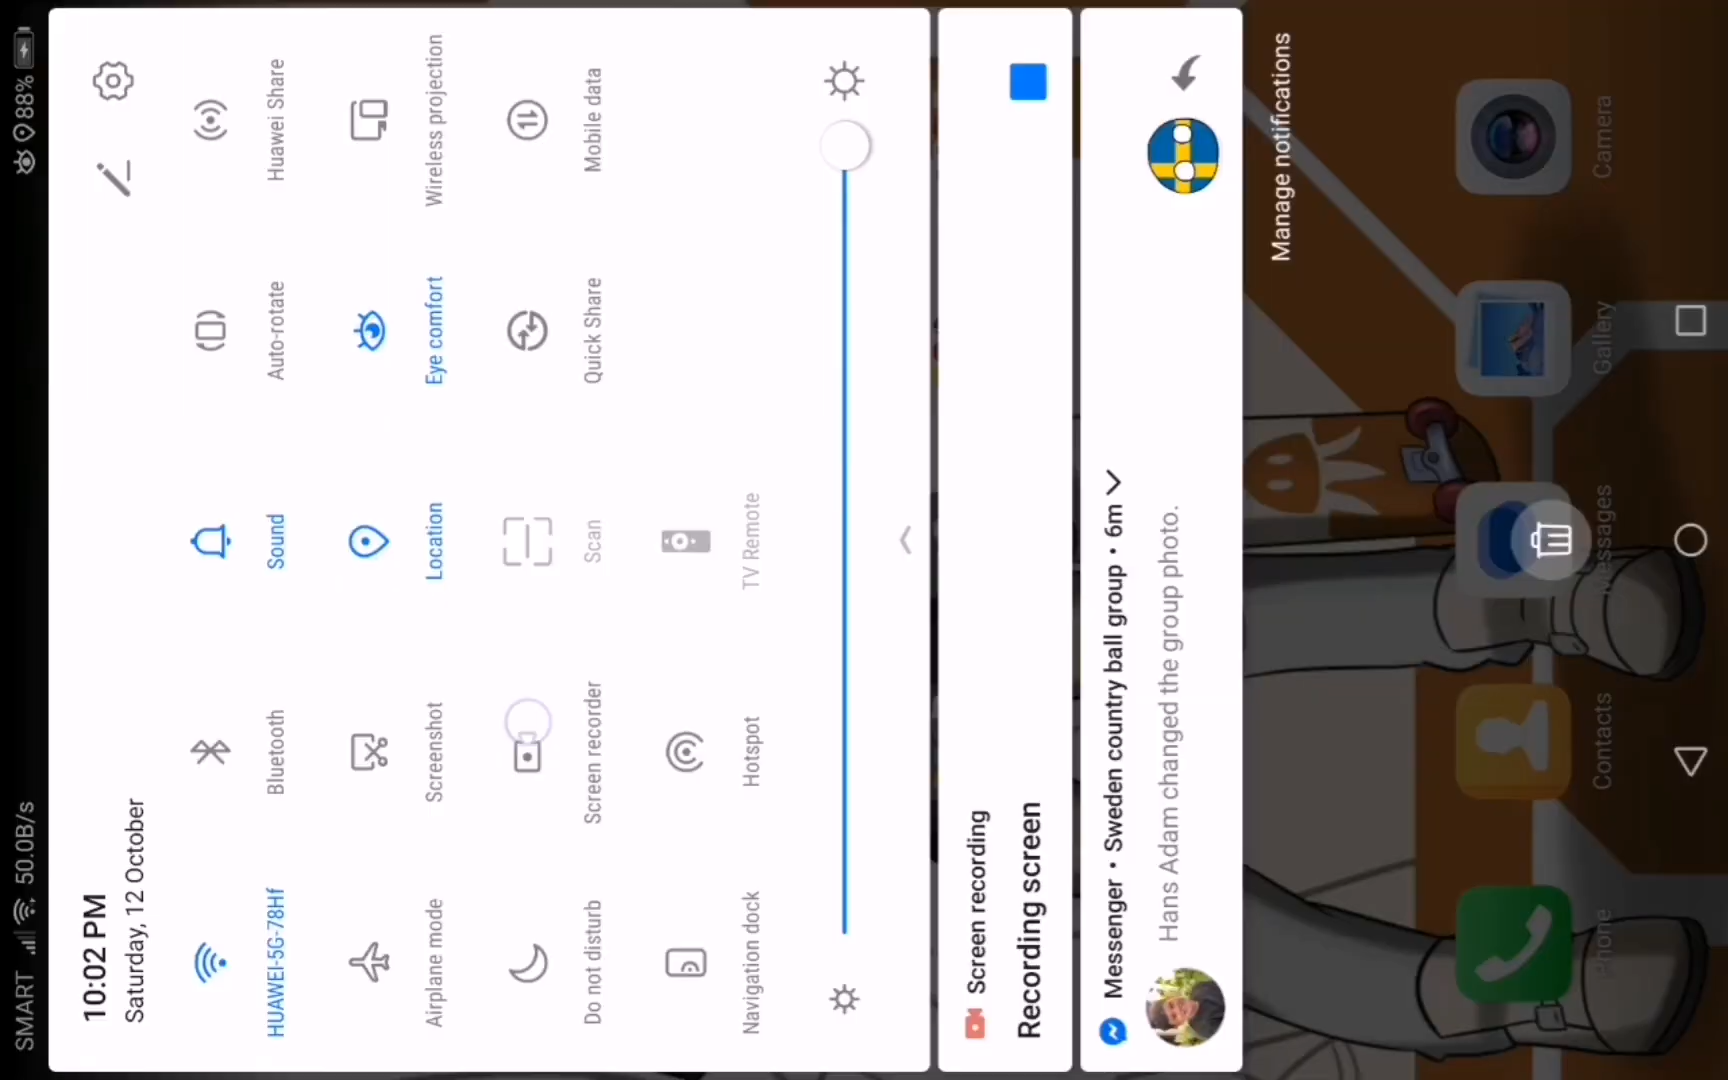 SMART 50.0B/s 88%
10:02 PM
Saturday, 12 October
HUAWEI-5G-78Hf
Bluetooth
Sound
Auto-rotate
Huawei Share
Airplane mode
Screenshot
Location
Eye comfort
Wireless projection
Do not disturb
Screen recorder
Scan
Quick Share
Mobile data
Navigation dock
Hotspot
TV Remote
Screen recording
Recording screen
Messenger • Sweden country ball group • 6m
Hans Adam changed the group photo.
Manage notifications
Phone
Contacts
Messages
Gallery
Camera